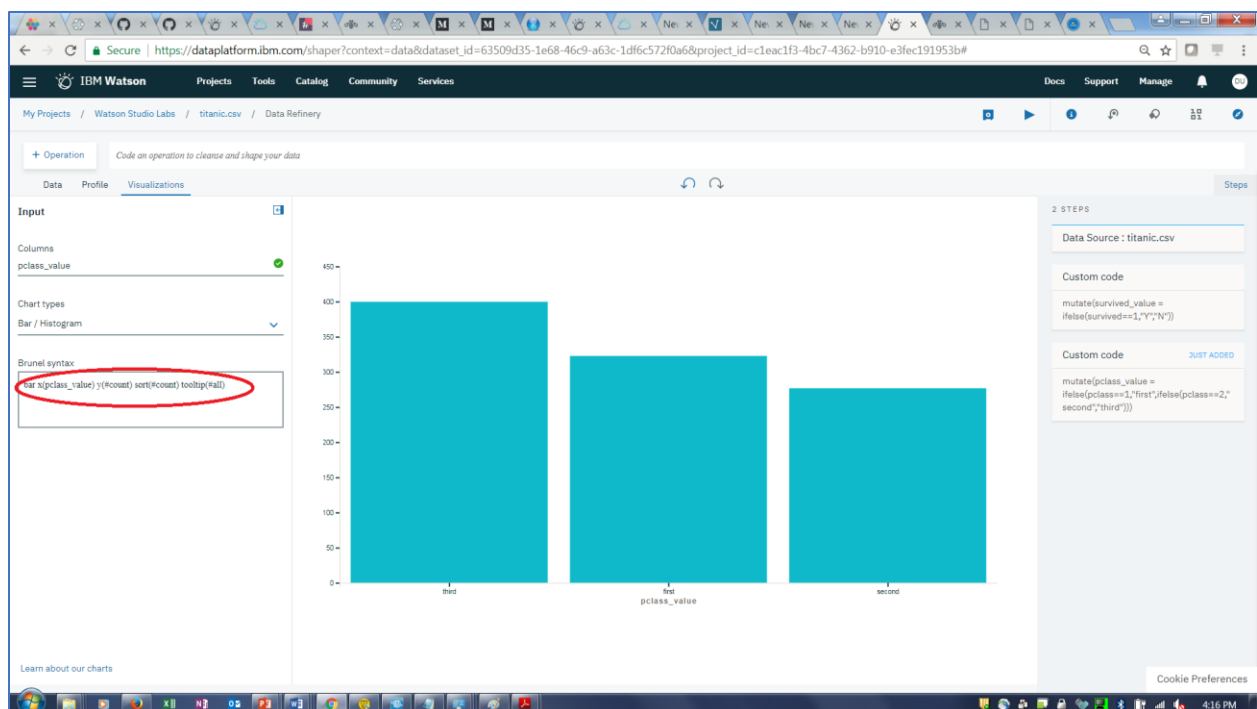 Nev
Nev
Nev
Nev
Secure | https://dataplatform.ibm.com/shaper?context=data&dataset_id=63509d35-1e68-46c9-a63c-1df6c572f0a6&project_id=c1eac1f3-4bc7-4362-b910-e3fec191953b#
IBM Watson Projects Tools Catalog Community Services Docs Support Manage DU
My Projects / Watson Studio Labs / titanic.csv / Data Refinery
+ Operation Code an operation to cleanse and shape your data
Data Profile Visualizations Steps
Input
Columns
pclass_value
Chart types
Bar / Histogram
Brunel syntax
bar x(pclass_value) y(#count) sort(#count) tooltip(#all)
Learn about our charts
450
400
350
300
250
200
150
100
50
0
third first second
pclass_value
2 STEPS
Data Source : titanic.csv
Custom code
mutate(survived_value =
ifelse(survived==1,"Y","N"))
Custom code JUST ADDED
mutate(pclass_value =
ifelse(pclass==1,"first",ifelse(pclass==2,"
second","third")))
Cookie Preferences
4:16 PM